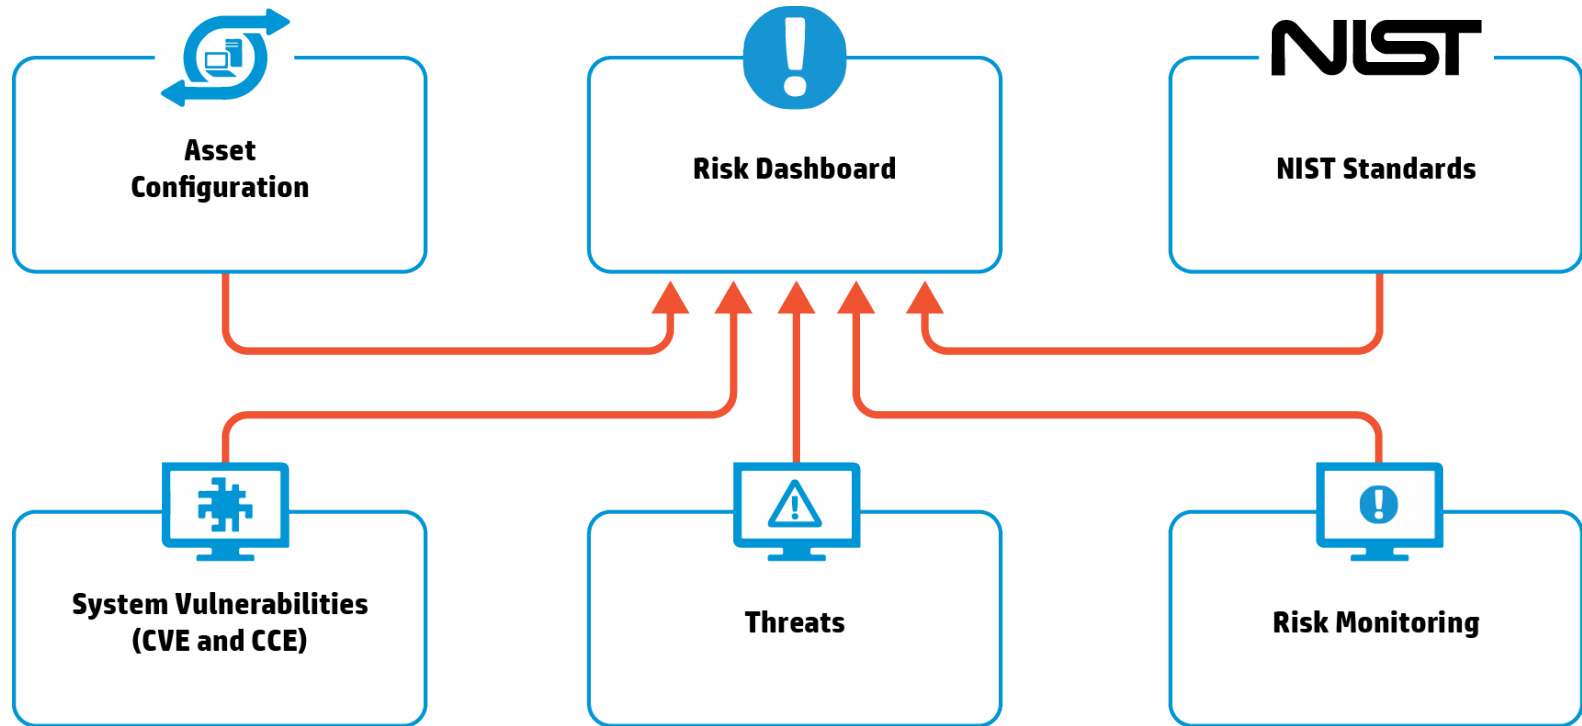 NIST
Asset
Configuration
Risk Dashboard
NIST Standards
System Vulnerabilities
(CVE and CCE)
Threats
Risk Monitoring